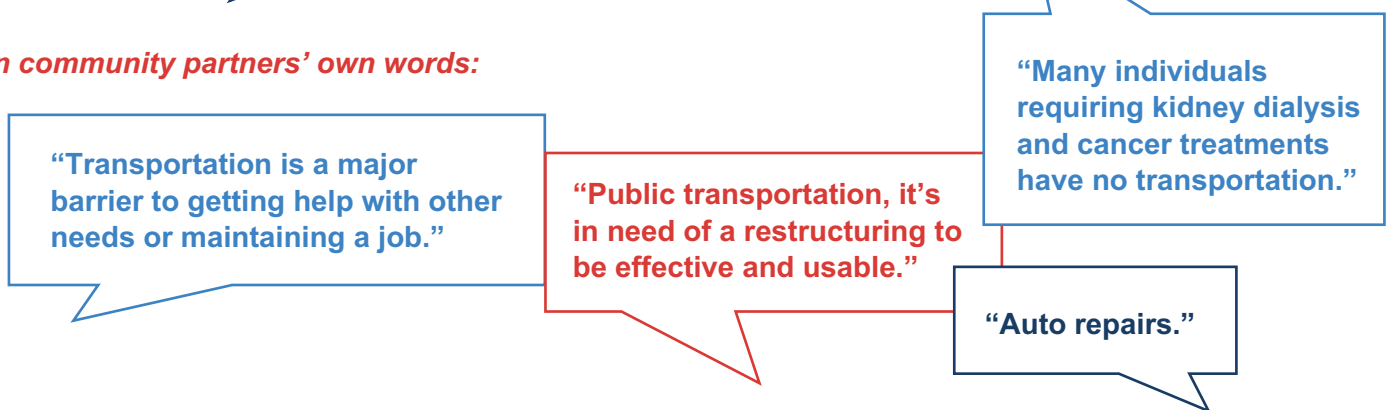 community partners’ own words:
“Transportation is a major
barrier to getting help with other
needs or maintaining a job.”
“Public transportation, it’s
in need of a restructuring to
be effective and usable.”
“Many individuals
requiring kidney dialysis
and cancer treatments
have no transportation.”
“Auto repairs.”